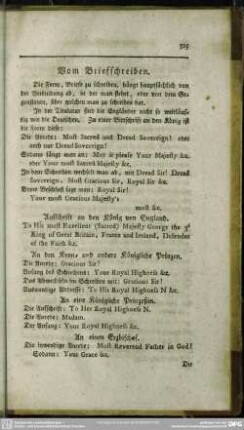 325
Vom Briefschreiben.
Die Form, Briefe zu schreiben, hängt hauptsächlich von
der Verbindung ab, in der man stehet, oder von dem Ge-
genstande, über welchen man zu schreiben hat.
In der Titulatur sind die Engländer nicht so weitläuf-
tig wie die Deutschen. Zu einer Bittschrift an den König ist
die Form diese:
Die Anrede: Most Sacred and Dread Sovereign! oder
auch nur Dread Sovereign!
Sodann fängt man an: May it please Your Majesty &c.
oder Your most sacred Majesty &c.
In dem Schreiben wechselt man ab, mit Dread Sir! Dread
Sovereign, Most Gracious Sir, Royal Sir &c.
Beym Beschluß sagt man: Royal Sir!
Your most Gracious Majesty's
most &c.
Aufschrift an den König von England.
To His most Excellent (Sacred) Majesty George the 3d
King of Great Britain, France and Ireland, Defender
of the Faith &c.
An den Kron- und andere Königliche Prinzen.
Die Anrede: Gracious Sir!
Anfang des Schreibens: Your Royal Highness &c.
Das Abwechseln im Schreiben mit: Gracious Sir!
Auswendige Addresse: To His Royal Highness N &c.
An eine Königliche Prinzeßin.
Die Aufschrift: To Her Royal Highness N.
Die Anrede: Madam.
Der Anfang: Your Royal Highness &c.
An einen Erzbischof.
Die inwendige Anrede: Most Reverend Father in God!
Sodann: Your Grace &c.
Die